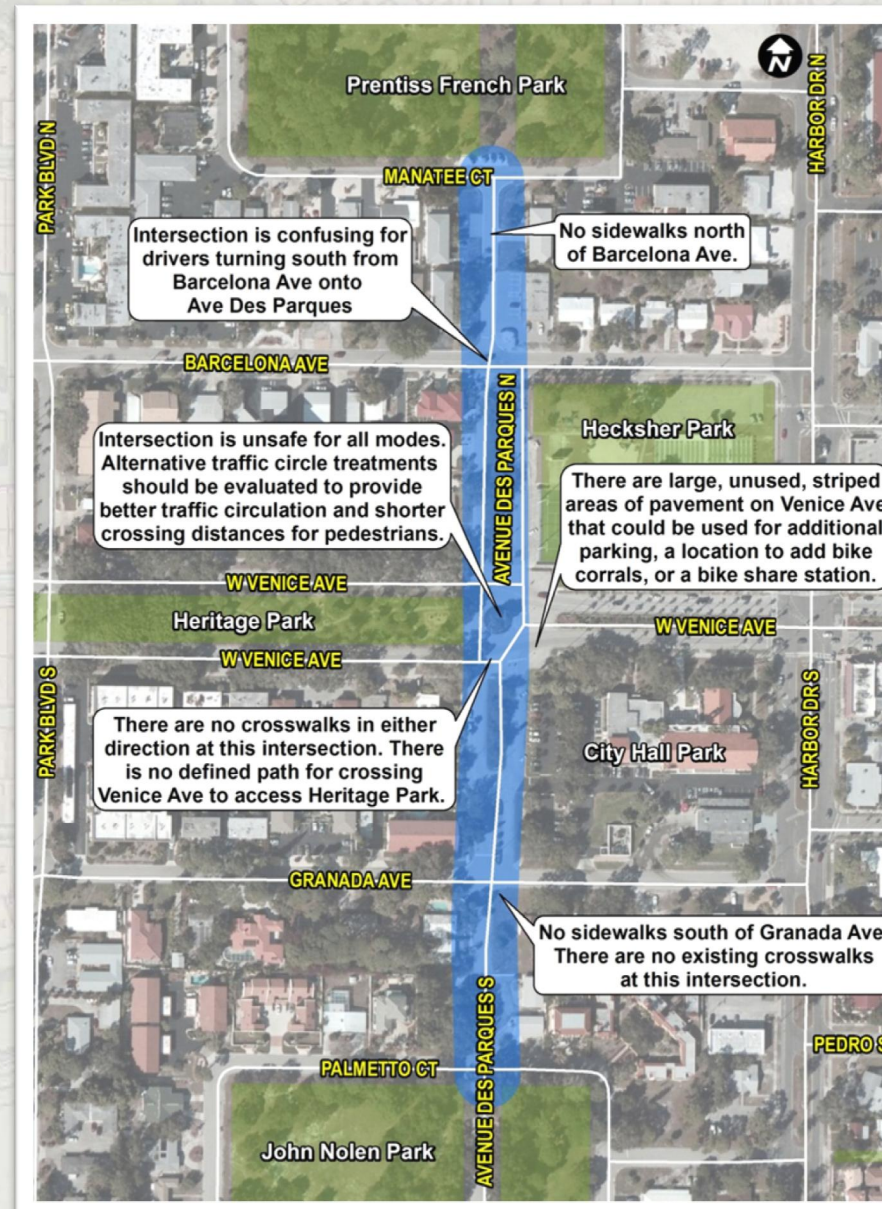 Prentiss French Park
N
HARBOR DR N
PARK BLVD N
MANATEE CT
Intersection is confusing for
drivers turning south from
Barcelona Ave onto
Ave Des Parques
No sidewalks north
of Barcelona Ave.
BARCELONA AVE
AVENUE DES PARQUES N
Hecksher Park
Intersection is unsafe for all modes.
Alternative traffic circle treatments
should be evaluated to provide
better traffic circulation and shorter
crossing distances for pedestrians.
There are large, unused, striped
areas of pavement on Venice Ave
that could be used for additional
parking, a location to add bike
corrals, or a bike share station.
W VENICE AVE
Heritage Park
W VENICE AVE
W VENICE AVE
PARK BLVD S
HARBOR DR S
There are no crosswalks in either
direction at this intersection. There
is no defined path for crossing
Venice Ave to access Heritage Park.
City Hall Park
GRANADA AVE
No sidewalks south of Granada Ave
There are no existing crosswalks
at this intersection.
AVENUE DES PARQUES S
PEDRO S
PALMETTO CT
John Nolen Park